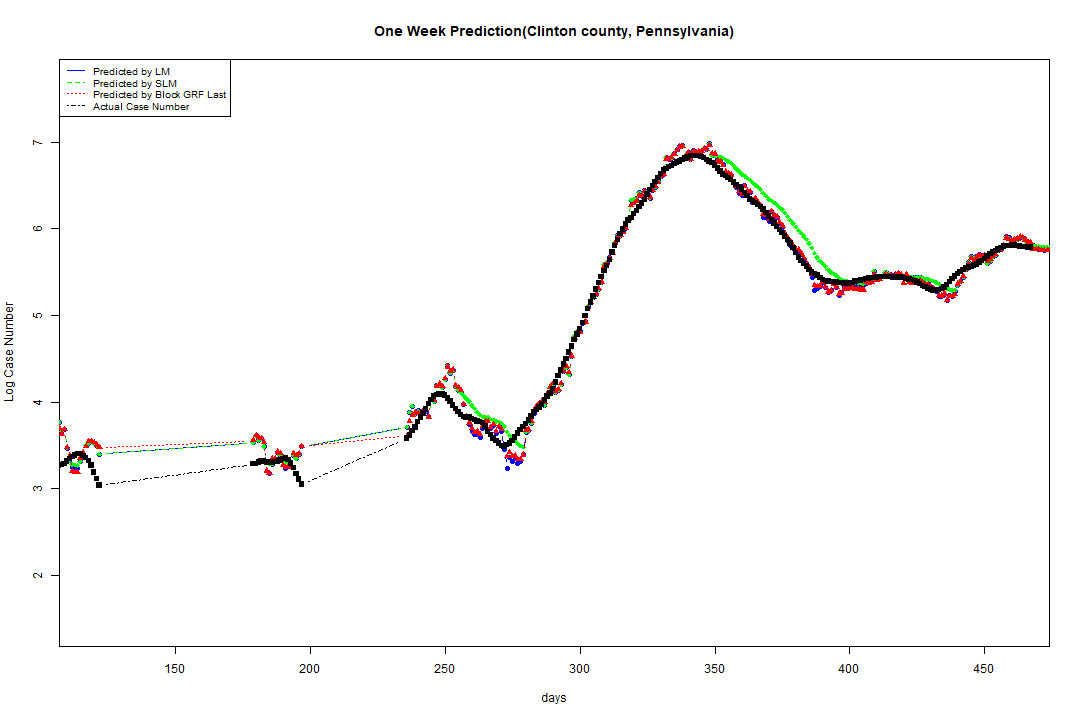 One Week Prediction(Clinton county, Pennsylvania)
Predicted by LM
Predicted by SLM
Predicted by Block GRF Last
Actual Case Number
7
6
5
4
3
2
Log Case Number
150 200 250 300 350 400 450
days